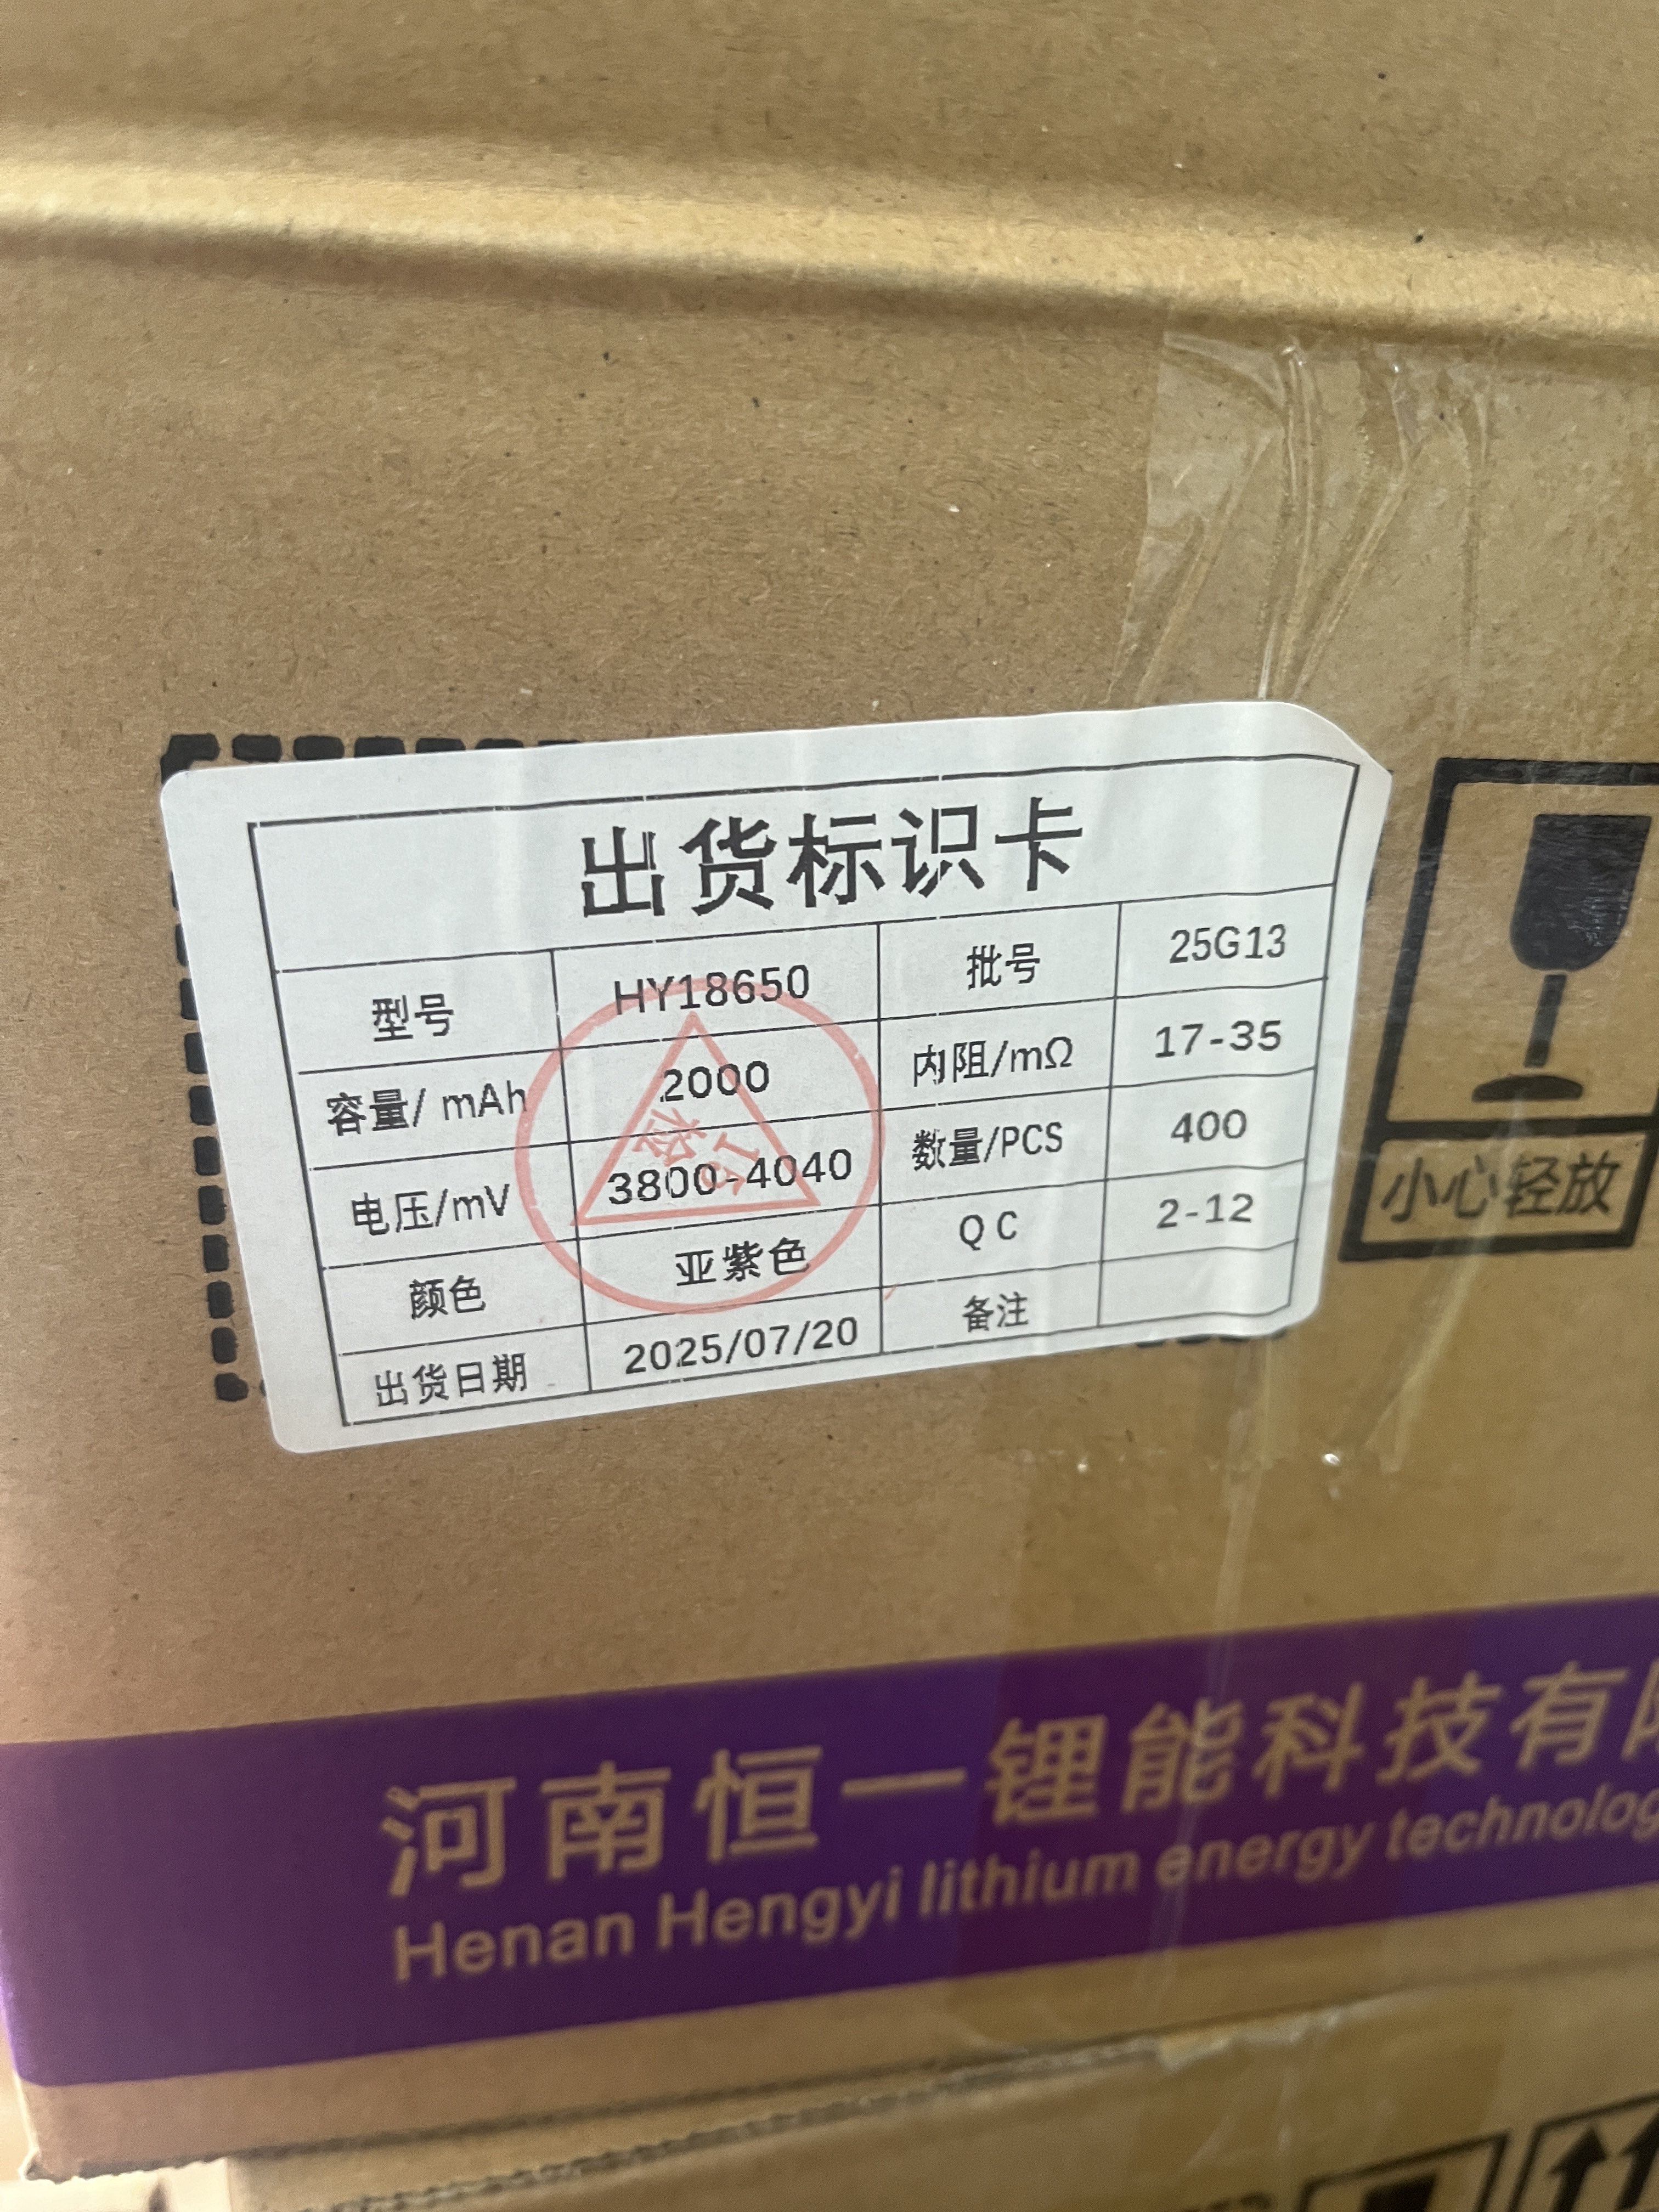 出货标识卡
型号 HY18650 批号 25G13
容量/ mAh 2000 内阻/mΩ 17-35
电压/mV 3800-4040 数量/PCS 400
颜色 亚紫色 QC 2-12
出货日期 2025/07/20 备注
小心轻放
河南恒一锂能科技有
Henan Hengyi lithium energy technolog